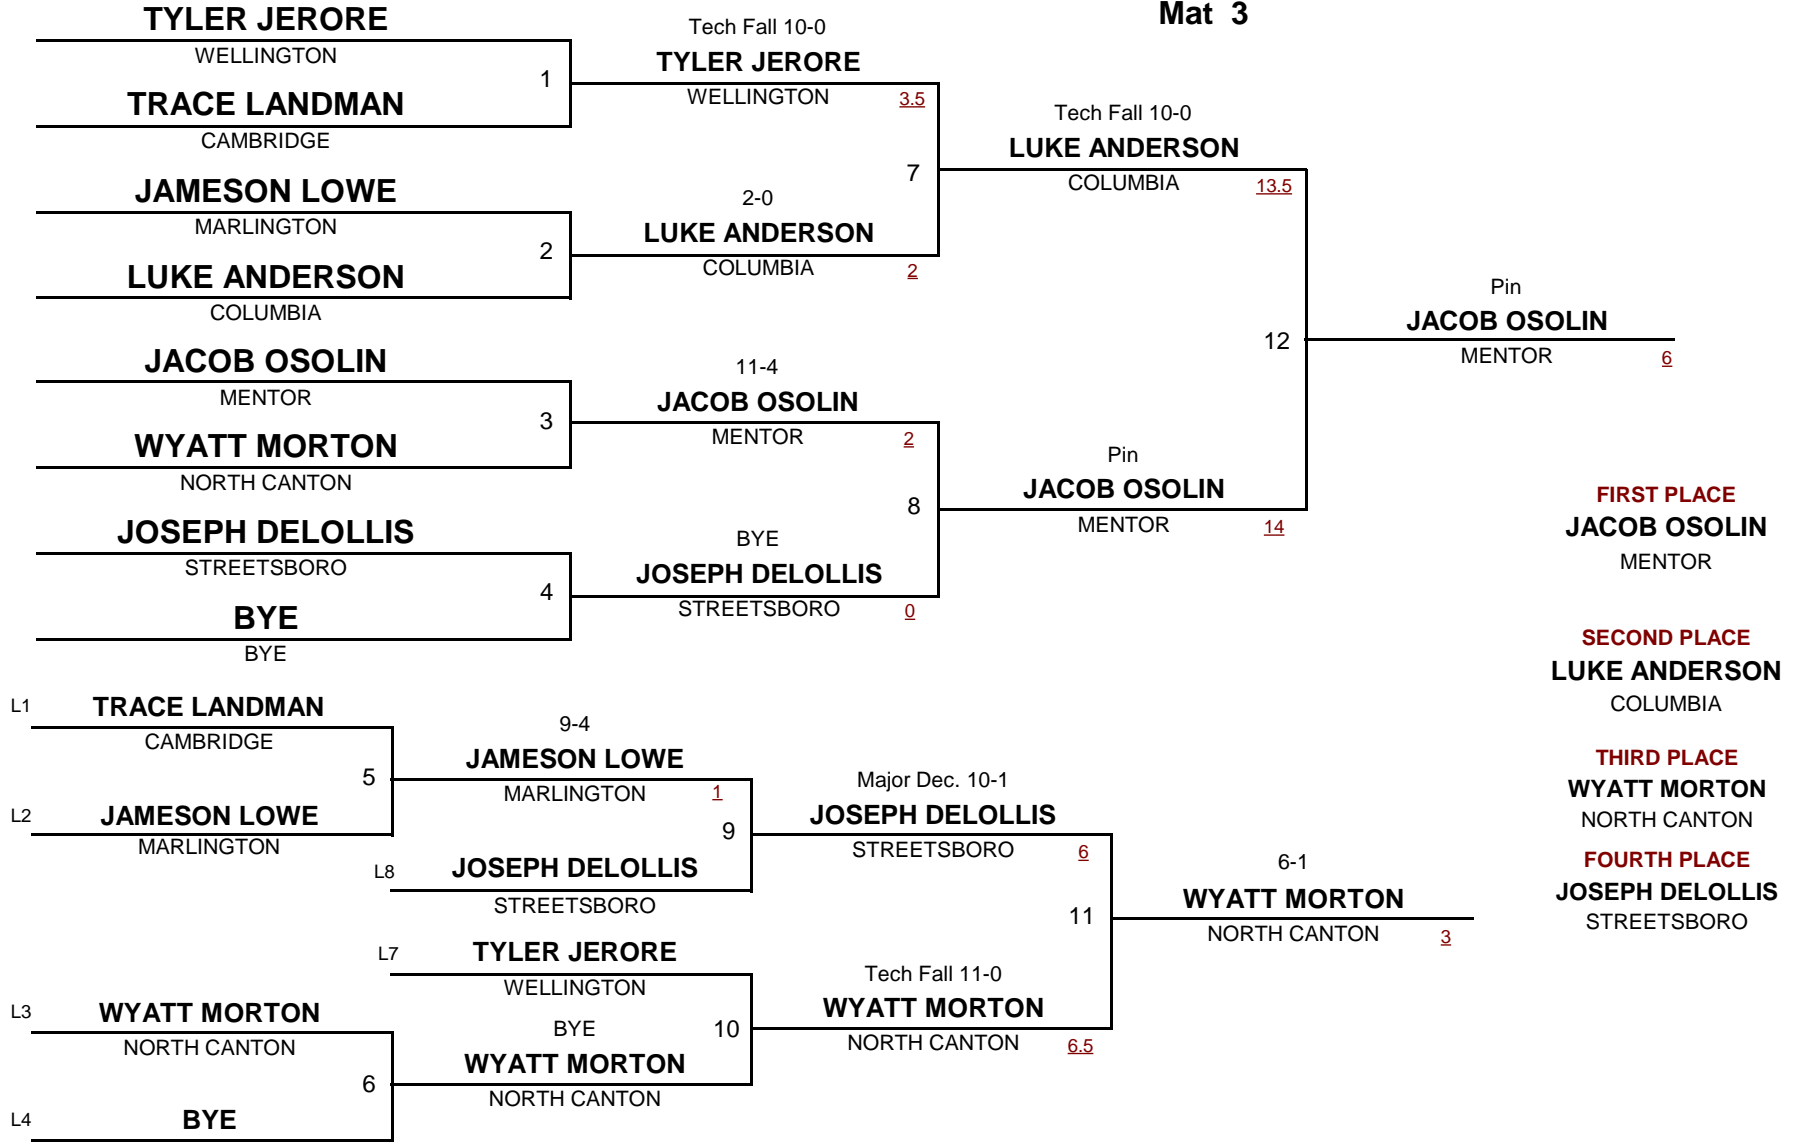 Mat 3
TYLER JERORE
WELLINGTON
1
TRACE LANDMAN
CAMBRIDGE
JAMESON LOWE
MARLINGTON
2
LUKE ANDERSON
COLUMBIA
JACOB OSOLIN
MENTOR
3
WYATT MORTON
NORTH CANTON
JOSEPH DELOLLIS
STREETSBORO
4
BYE
BYE
Tech Fall 10-0
TYLER JERORE
WELLINGTON 3.5
7
2-0
LUKE ANDERSON
COLUMBIA 2
11-4
JACOB OSOLIN
MENTOR 2
8
BYE
JOSEPH DELOLLIS
STREETSBORO 0
Tech Fall 10-0
LUKE ANDERSON
COLUMBIA 13.5
12
Pin
JACOB OSOLIN
MENTOR 14
Pin
JACOB OSOLIN
MENTOR 6
FIRST PLACE
JACOB OSOLIN
MENTOR
SECOND PLACE
LUKE ANDERSON
COLUMBIA
THIRD PLACE
WYATT MORTON
NORTH CANTON
FOURTH PLACE
JOSEPH DELOLLIS
STREETSBORO
L1 TRACE LANDMAN
CAMBRIDGE
5
L2 JAMESON LOWE
MARLINGTON
L3 WYATT MORTON
NORTH CANTON
6
L4 BYE
9-4
JAMESON LOWE
MARLINGTON 1
9
L8 JOSEPH DELOLLIS
STREETSBORO
L7 TYLER JERORE
WELLINGTON
BYE 10
WYATT MORTON
NORTH CANTON
Major Dec. 10-1
JOSEPH DELOLLIS
STREETSBORO 6
11
Tech Fall 11-0
WYATT MORTON
NORTH CANTON 6.5
6-1
WYATT MORTON
NORTH CANTON 3